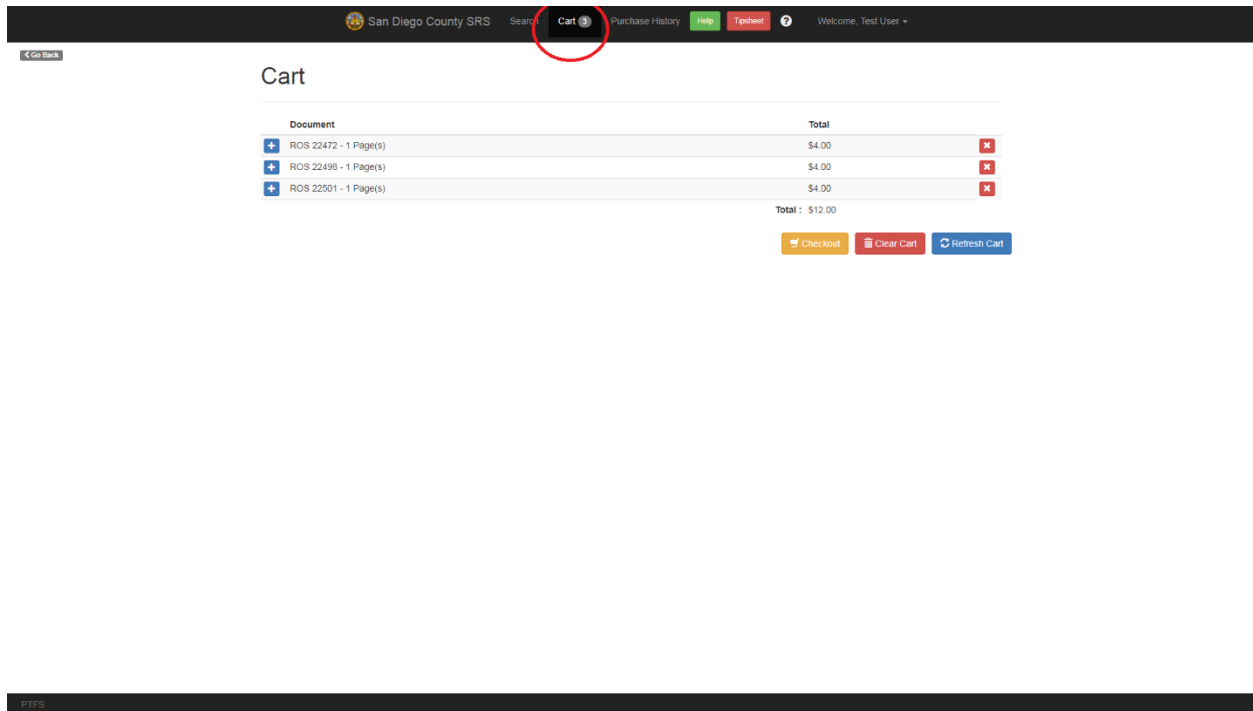 San Diego County SRS Search Cart 3 Purchase History Help Tipsheet ? Welcome, Test User
Go Back
Cart
Document Total
ROS 22472 - 1 Page(s) $4.00
ROS 22498 - 1 Page(s) $4.00
ROS 22501 - 1 Page(s) $4.00
Total : $12.00
Checkout Clear Cart Refresh Cart
PTFS